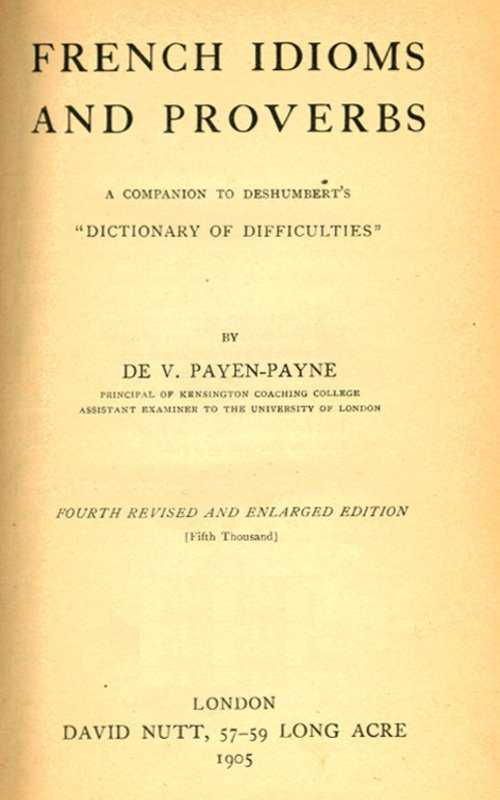 FRENCH IDIOMS
AND PROVERBS
A COMPANION TO DESHUMBERT'S
"DICTIONARY OF DIFFICULTIES"
BY
DE V. PAYEN-PAYNE
PRINCIPAL OF KENSINGTON COACHING COLLEGE
ASSISTANT EXAMINER TO THE UNIVERSITY OF LONDON
FOURTH REVISED AND ENLARGED EDITION
[Fifth Thousand]
LONDON
DAVID NUTT, 57–59 LONG ACRE
1905